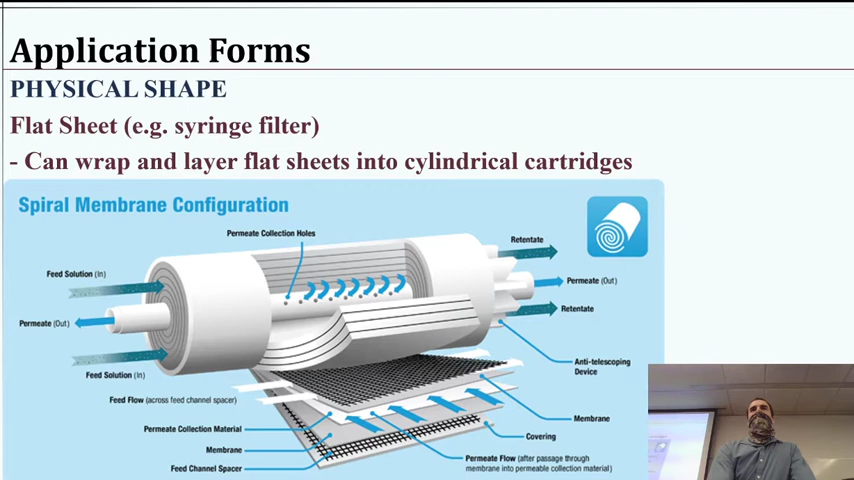 Application Forms
PHYSICAL SHAPE
Flat Sheet (e.g. syringe filter)
- Can wrap and layer flat sheets into cylindrical cartridges
Spiral Membrane Configuration
Permeate Collection Holes
Retentate
Feed Solution (In)
Permeate (Out)
Permeate (Out)
Retentate
Feed Solution (In)
Anti-telescoping
Device
Feed Flow (across feed channel spacer)
Membrane
Permeate Collection Material
Covering
Membrane
Permeate Flow (after passage through
membrane into permeable collection material)
Feed Channel Spacer